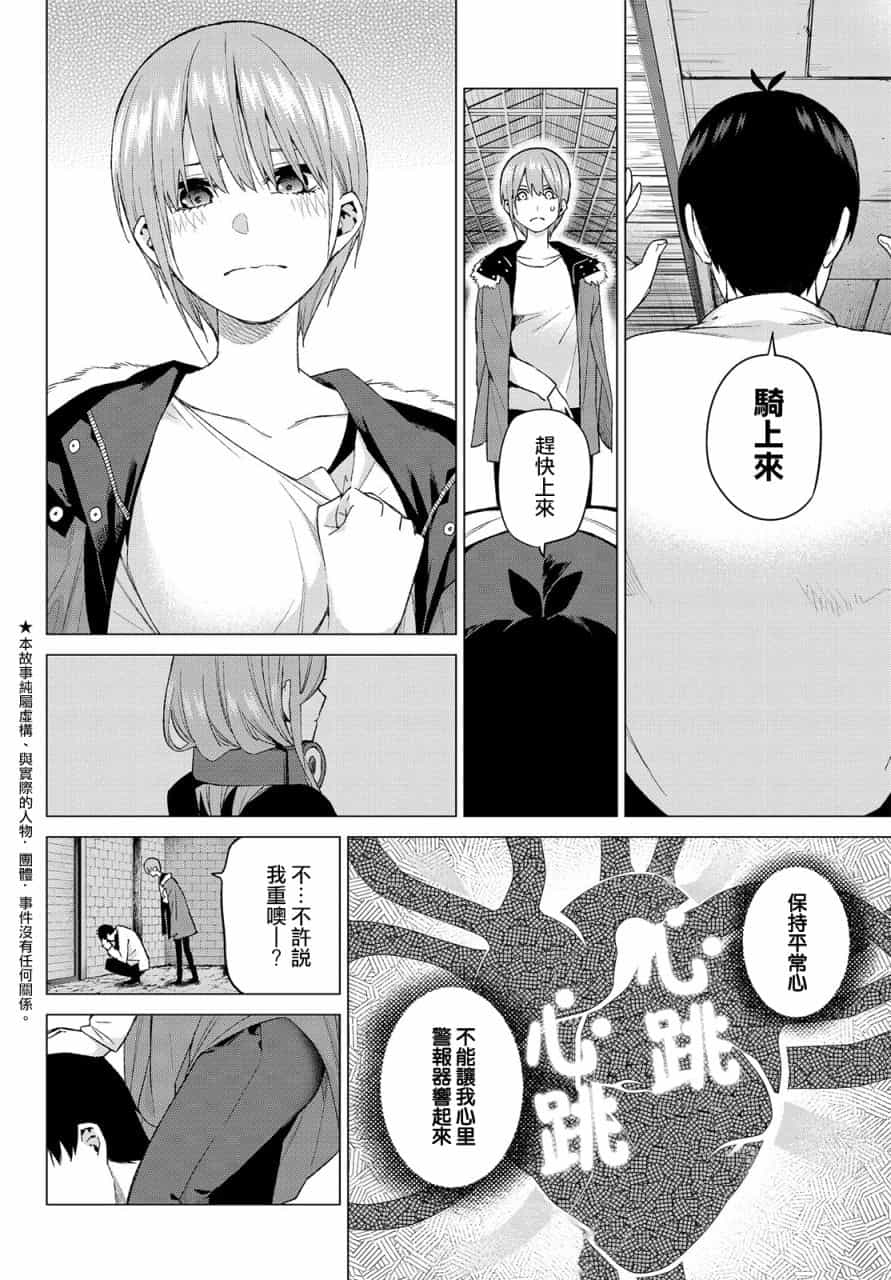 騎上來
趕快上來
保持平常心
心跳
心跳
不能讓我心里
警報器響起來
不…不許說
我重噢—？
★本故事純屬虛構、與實際的人物．團體．事件沒有任何關係。